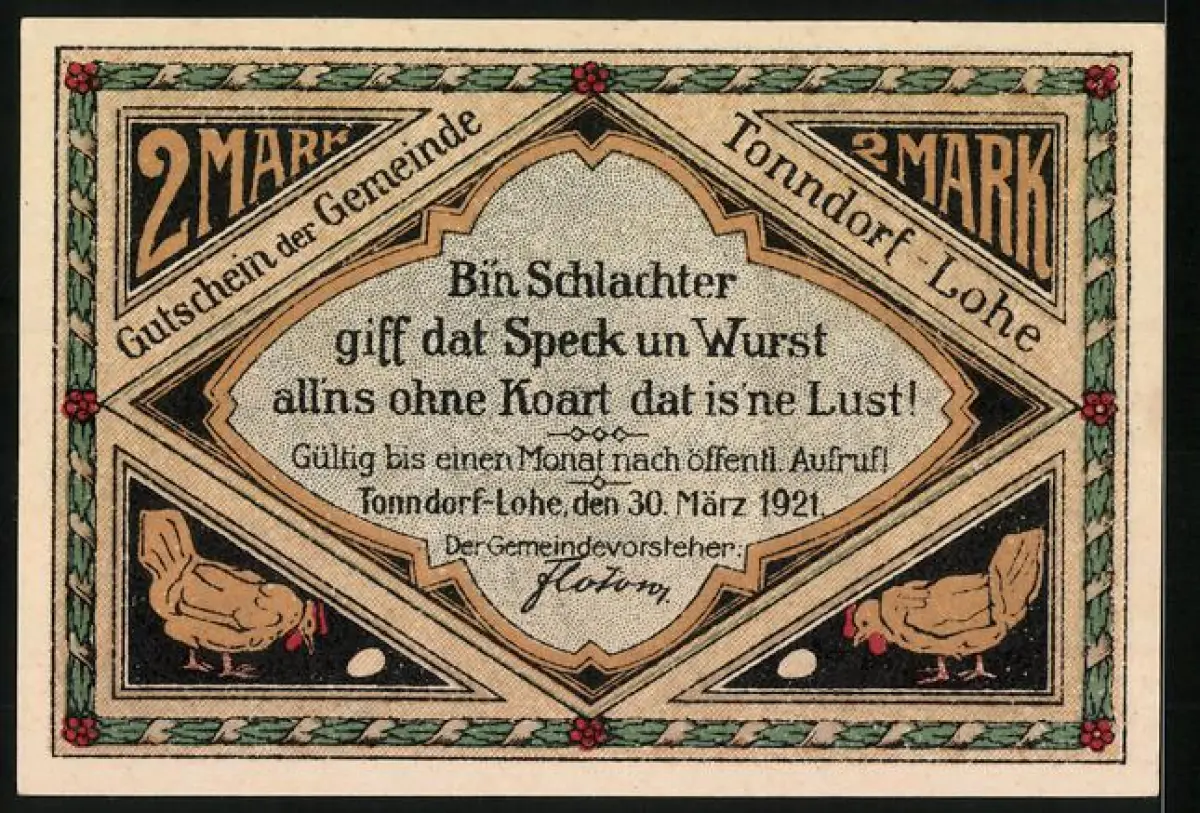 2 MARK
2 MARK
Gutschein der Gemeinde
Tonndorf-Lohe
Bi'n Schlachter
giff dat Speck un Wurst
all'ns ohne Koart dat is'ne Lust!
Gültig bis einen Monat nach öffentl. Aufruf!
Tonndorf-Lohe, den 30. März 1921.
Der Gemeindevorsteher: